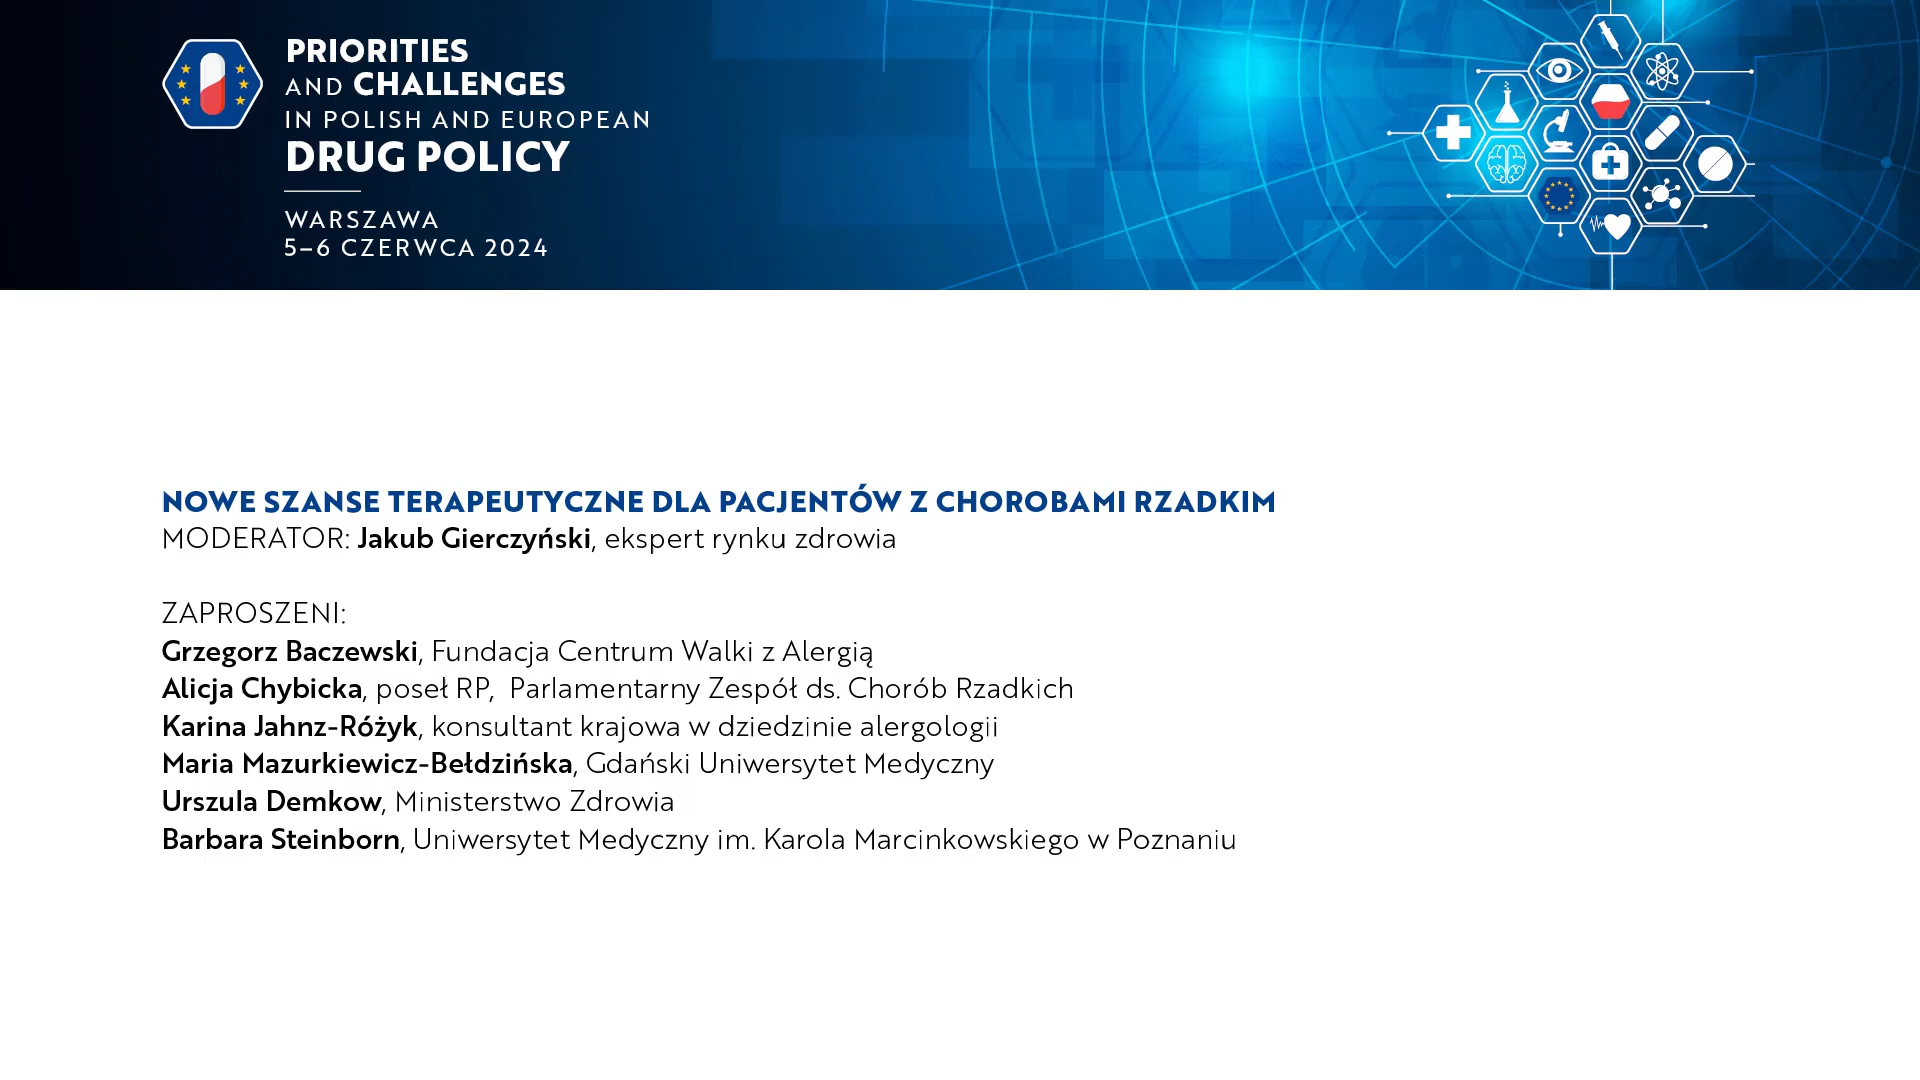 PRIORITIES
AND CHALLENGES
IN POLISH AND EUROPEAN
DRUG POLICY
WARSZAWA
5–6 CZERWCA 2024
NOWE SZANSE TERAPEUTYCZNE DLA PACJENTÓW Z CHOROBAMI RZADKIM
MODERATOR: Jakub Gierczyński, ekspert rynku zdrowia
ZAPROSZENI:
Grzegorz Baczewski, Fundacja Centrum Walki z Alergią
Alicja Chybicka, poseł RP, Parlamentarny Zespół ds. Chorób Rzadkich
Karina Jahnz-Różyk, konsultant krajowa w dziedzinie alergologii
Maria Mazurkiewicz-Bełdzińska, Gdański Uniwersytet Medyczny
Urszula Demkow, Ministerstwo Zdrowia
Barbara Steinborn, Uniwersytet Medyczny im. Karola Marcinkowskiego w Poznaniu